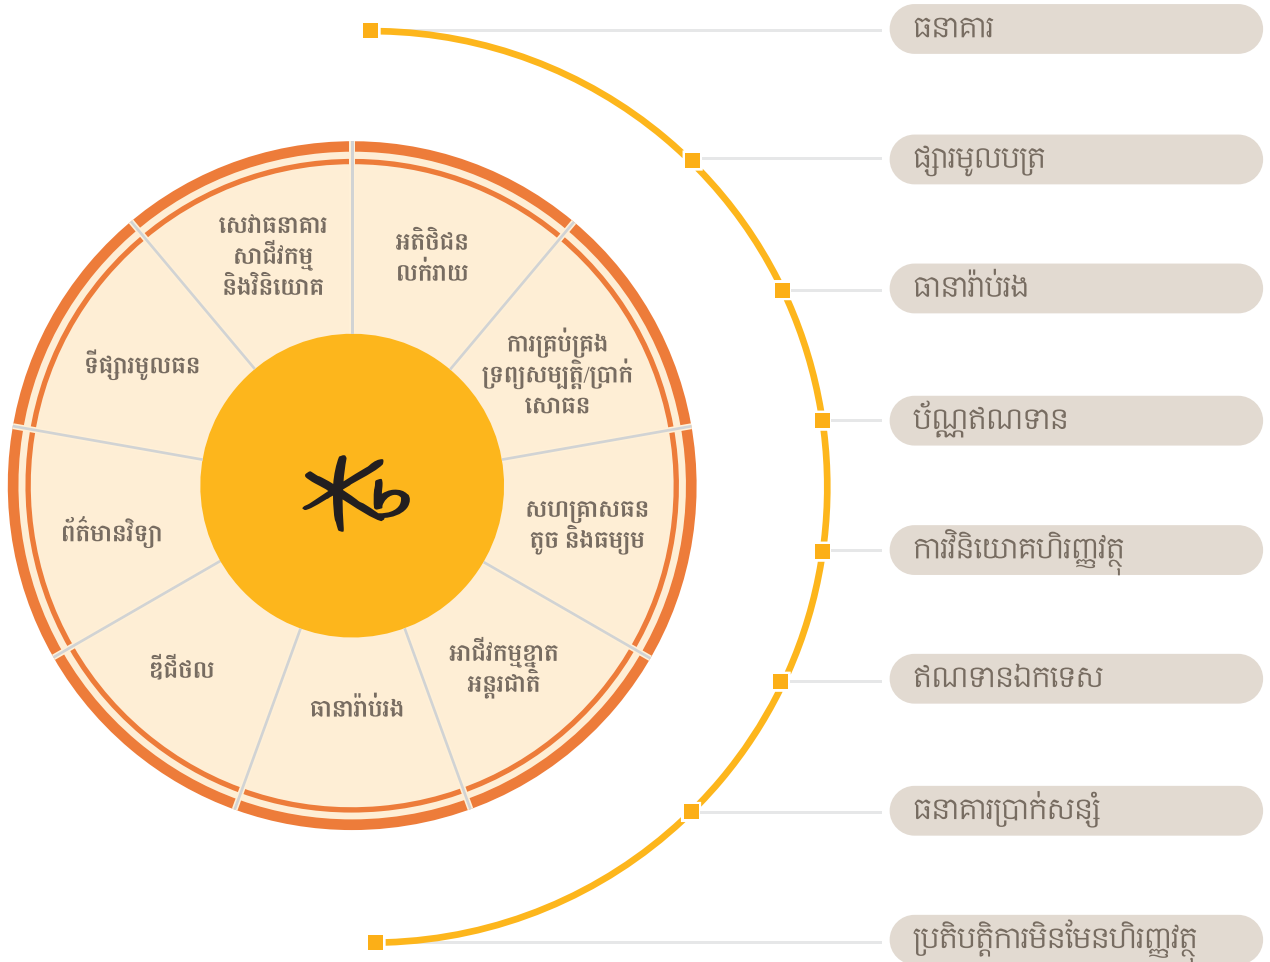 ធនាគារ
ផ្សារមូលបត្រ
ធានារ៉ាប់រង
ប័ណ្ណឥណទាន
ការវិនិយោគហិរញ្ញវត្ថុ
ឥណទានឯកទេស
ធនាគារប្រាក់សន្សំ
ប្រតិបត្តិការមិនមែនហិរញ្ញវត្ថុ
សេវាធនាគារ
សាជីវកម្ម
និងវិនិយោគ
អតិថិជន
លក់រាយ
ការគ្រប់គ្រង
ទ្រព្យសម្បត្តិ/ប្រាក់
សោធន
សហគ្រាសធន
តូច និងធម្យម
អាជីវកម្មខ្នាត
អន្តរជាតិ
ធានារ៉ាប់រង
ឌីជីថល
ព័ត៌មានវិទ្យា
ទីផ្សារមូលធន